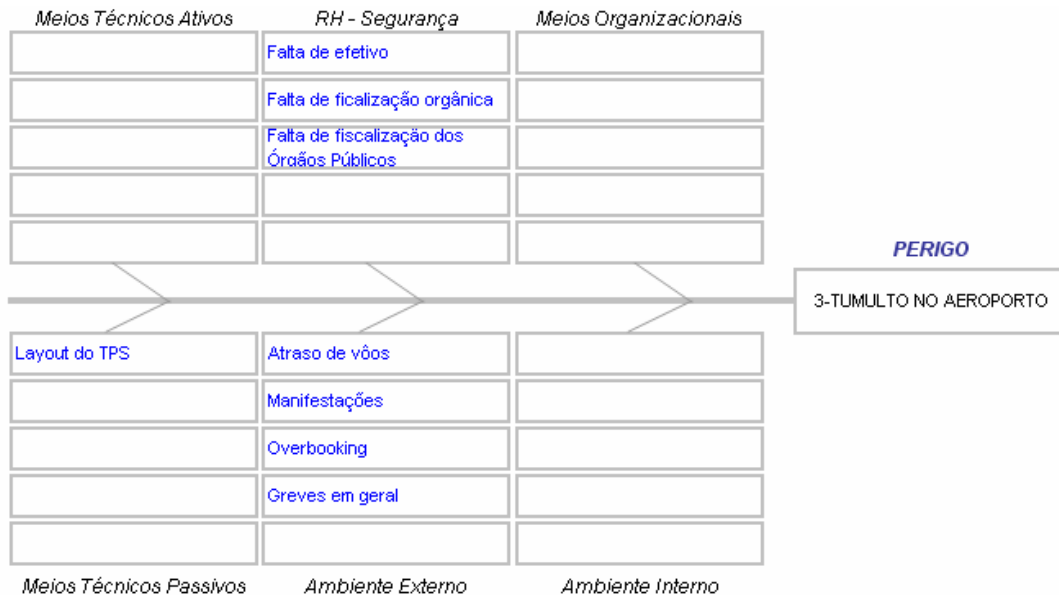 Meios Técnicos Ativos
RH - Segurança
Meios Organizacionais
Falta de efetivo
Falta de ficalização orgânica
Falta de fiscalização dos
Órgãos Públicos
PERIGO
3-TUMULTO NO AEROPORTO
Layout do TPS
Atraso de vôos
Manifestações
Overbooking
Greves em geral
Meios Técnicos Passivos
Ambiente Externo
Ambiente Interno